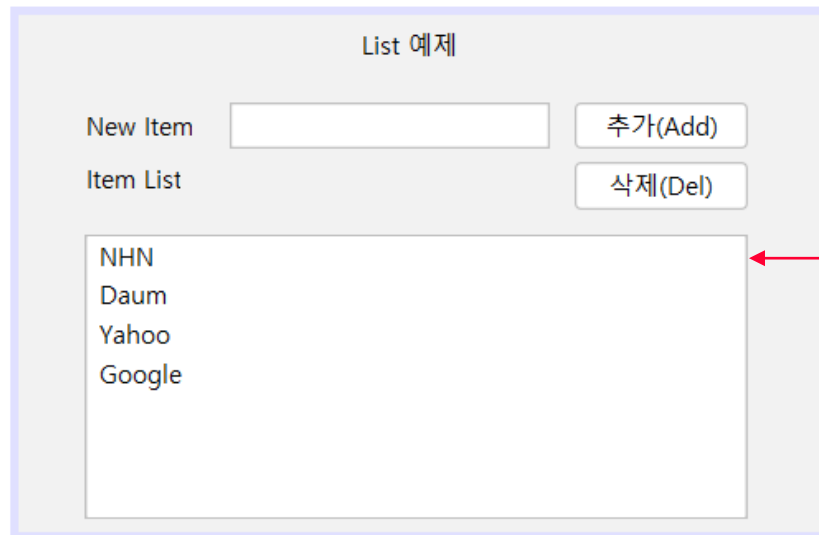 List 예제
New Item 추가(Add)
Item List 삭제(Del)
NHN
Daum
Yahoo
Google